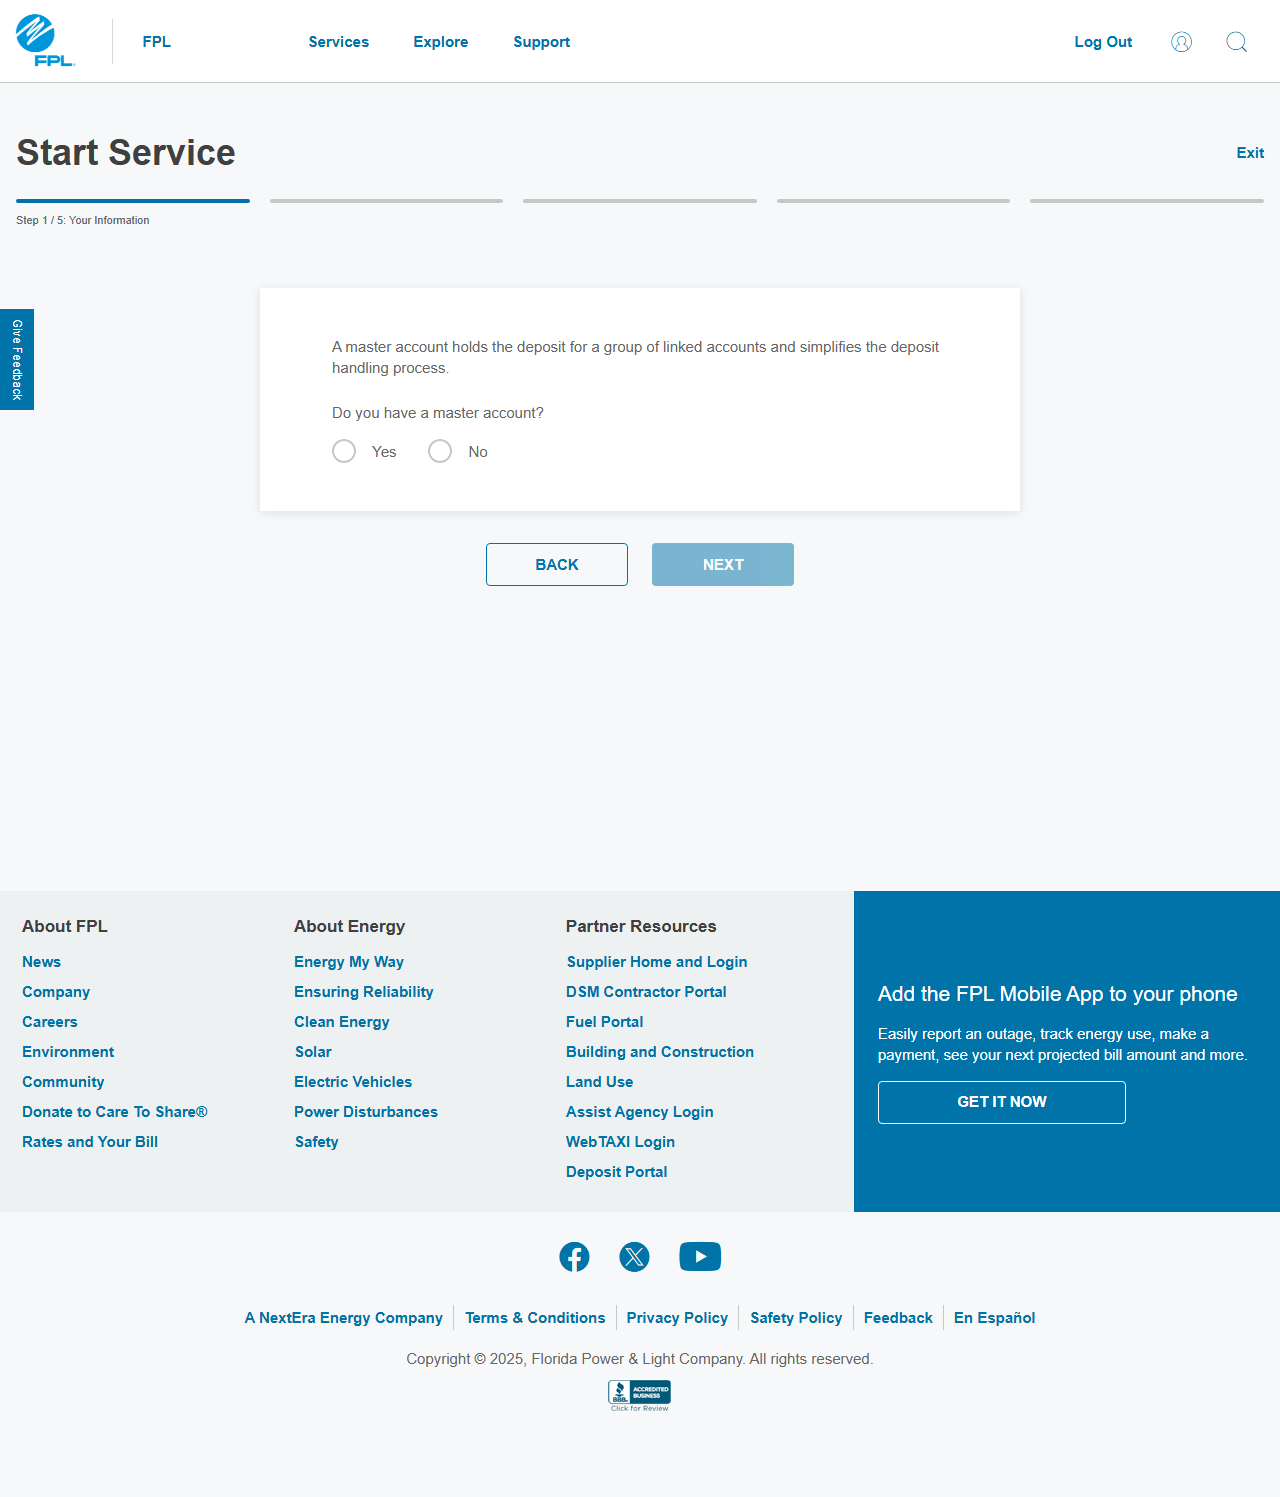 FPL
FPL
Services
Explore
Support
Log Out
Start Service
Exit
Step 1 / 5: Your Information
Give Feedback
A master account holds the deposit for a group of linked accounts and simplifies the deposit
handling process.
Do you have a master account?
Yes
No
BACK
NEXT
About FPL
News
Company
Careers
Environment
Community
Donate to Care To Share®
Rates and Your Bill
About Energy
Energy My Way
Ensuring Reliability
Clean Energy
Solar
Electric Vehicles
Power Disturbances
Safety
Partner Resources
Supplier Home and Login
DSM Contractor Portal
Fuel Portal
Building and Construction
Land Use
Assist Agency Login
WebTAXI Login
Deposit Portal
Add the FPL Mobile App to your phone
Easily report an outage, track energy use, make a
payment, see your next projected bill amount and more.
GET IT NOW
A NextEra Energy Company
Terms & Conditions
Privacy Policy
Safety Policy
Feedback
En Español
Copyright © 2025, Florida Power & Light Company. All rights reserved.
BBB
ACCREDITED
BUSINESS
Click for Review